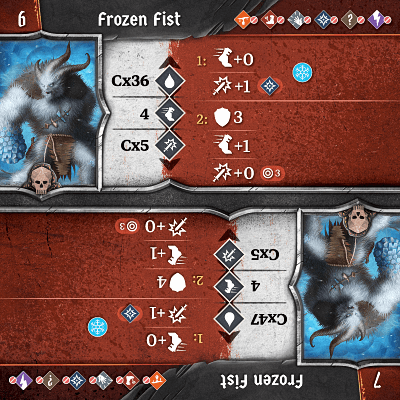 6 Frozen Fist
1: +0
Cx36
+1
4
2: 3
Cx5
+1
+0 3
+0 3
Cx5
+1
2: 4
4
+1
Cx47
1: +0
7 Frozen Fist